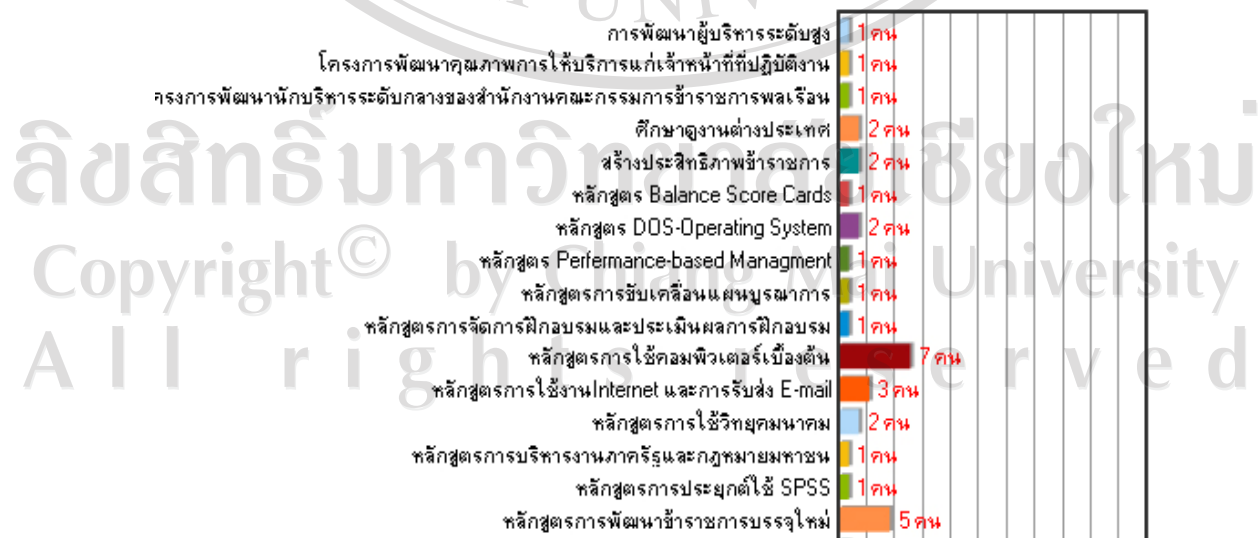 UNIV
การพัฒนาผู้บริหารระดับสูง 1 คน
โครงการพัฒนาคุณภาพการให้บริการแก่เจ้าหน้าที่ที่ปฏิบัติงาน 1 คน
ารงการพัฒนานักบริหารระดับกลางของสำนักงานคณะกรรมการข้าราชการพลเรือน 1 คน
ศึกษาดูงานต่างประเทศ 2 คน
สร้างประสิทธิภาพข้าราชการ 2 คน
หลักสูตร Balance Score Cards 1 คน
หลักสูตร DOS-Operating System 2 คน
หลักสูตร Perfermance-based Managment 1 คน
หลักสูตรการขับเคลื่อนแผนบูรณาการ 1 คน
หลักสูตรการจัดการฝึกอบรมและประเมินผลการฝึกอบรม 1 คน
หลักสูตรการใช้คอมพิวเตอร์เบื้องต้น 7 คน
หลักสูตรการใช้งานInternet และการรับส่ง E-mail 3 คน
หลักสูตรการใช้วิทยุคมนาคม 2 คน
หลักสูตรการบริหารงานภาครัฐและกฎหมายมหาชน 1 คน
หลักสูตรการประยุกต์ใช้ SPSS 1 คน
หลักสูตรการพัฒนาข้าราชการบรรจุใหม่ 5 คน
ลิขสิทธิ์มหาวิทยาลัยเชียงใหม่
Copyright© by Chiang Mai University
All rights reserved